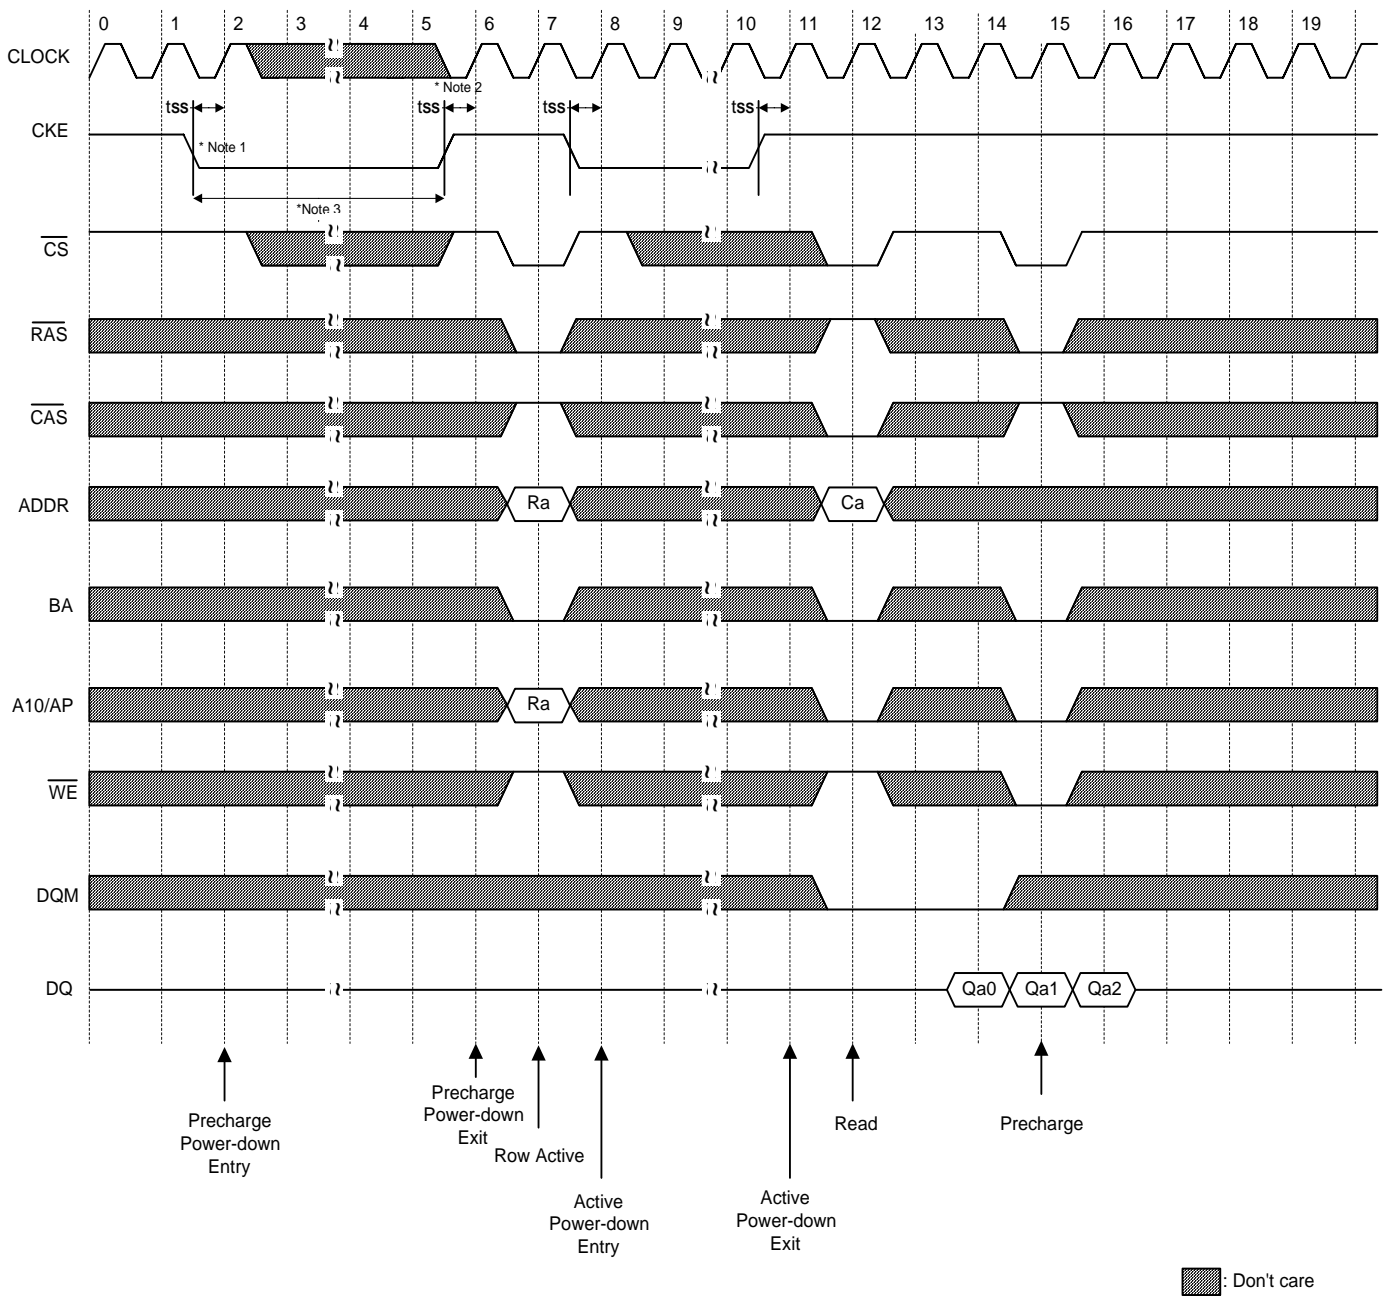 0 1 2 3 4 5 6 7 8 9 10 11 12 13 14 15 16 17 18 19
CLOCK
* Note 2
tss tss tss tss
CKE
* Note 1
*Note 3
CS
RAS
CAS
ADDR Ra Ca
BA
A10/AP Ra
WE
DQM
DQ Qa0 Qa1 Qa2
Precharge
Power-down
Entry
Precharge
Power-down
Exit
Row Active
Active
Power-down
Entry
Active
Power-down
Exit
Read
Precharge
: Don't care